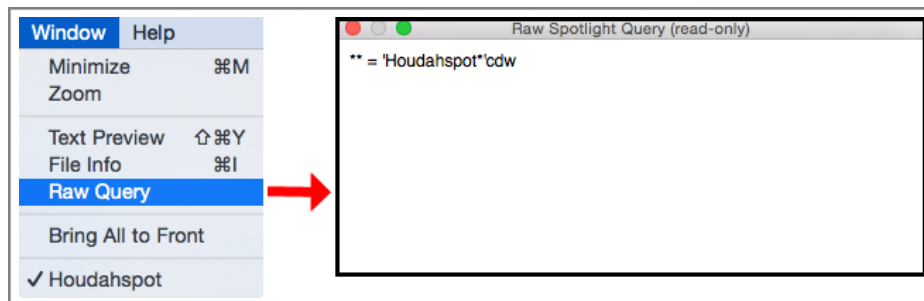 Window Help
Minimize ⌘M
Zoom
Text Preview ⇧⌘Y
File Info ⌘I
Raw Query
Bring All to Front
✓ Houdahspot
Raw Spotlight Query (read-only)
** = 'Houdahspot*'cdw